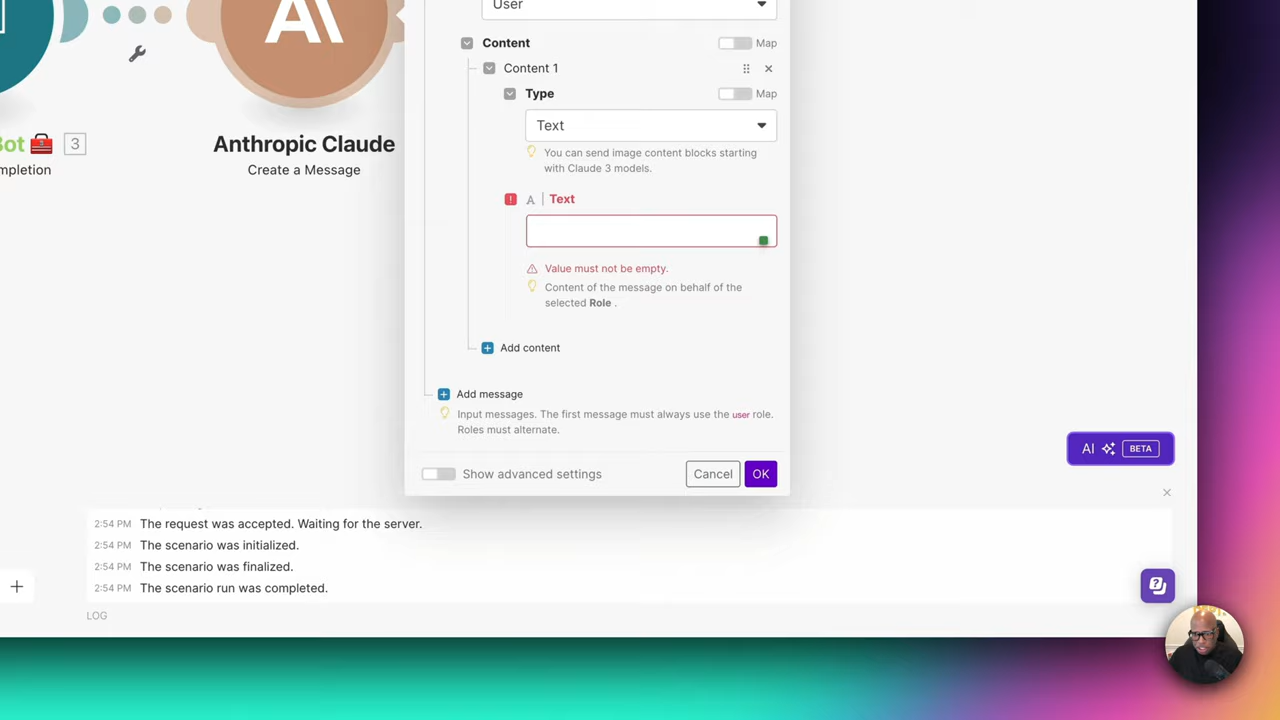 User
Content
Map
Content 1
Type
Map
Text
You can send image content blocks starting
with Claude 3 models.
A | Text
Value must not be empty.
Content of the message on behalf of the
selected Role .
Add content
Add message
Input messages. The first message must always use the user role.
Roles must alternate.
Show advanced settings
Cancel
OK
ot 3
mpletion
Anthropic Claude
Create a Message
AI BETA
2:54 PM The request was accepted. Waiting for the server.
2:54 PM The scenario was initialized.
2:54 PM The scenario was finalized.
2:54 PM The scenario run was completed.
LOG